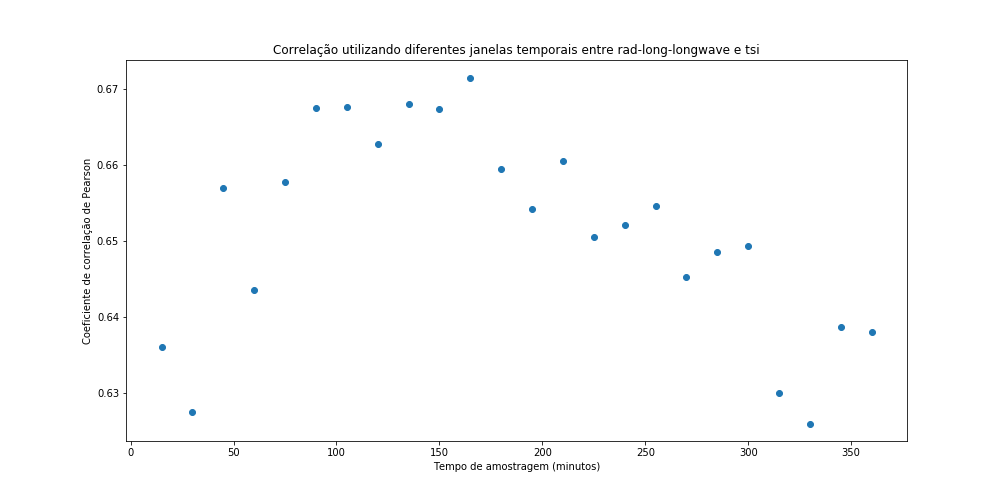 Correlação utilizando diferentes janelas temporais entre rad-long-longwave e tsi
Coeficiente de correlação de Pearson
0.67
0.66
0.65
0.64
0.63
0 50 100 150 200 250 300 350
Tempo de amostragem (minutos)